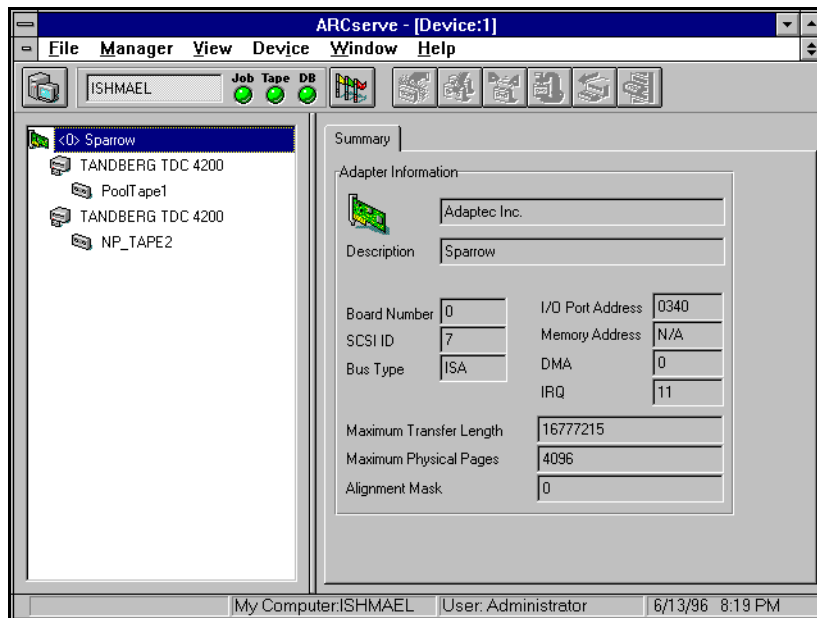 ARCserve - [Device:1]
File Manager View Device Window Help
ISHMAEL Job Tape DB
<0> Sparrow
TANDBERG TDC 4200
PoolTape1
TANDBERG TDC 4200
NP_TAPE2
Summary
Adapter Information
Adaptec Inc.
Description Sparrow
Board Number 0 I/O Port Address 0340
SCSI ID 7 Memory Address N/A
Bus Type ISA DMA 0
IRQ 11
Maximum Transfer Length 16777215
Maximum Physical Pages 4096
Alignment Mask 0
My Computer:ISHMAEL User: Administrator 6/13/96 8:19 PM